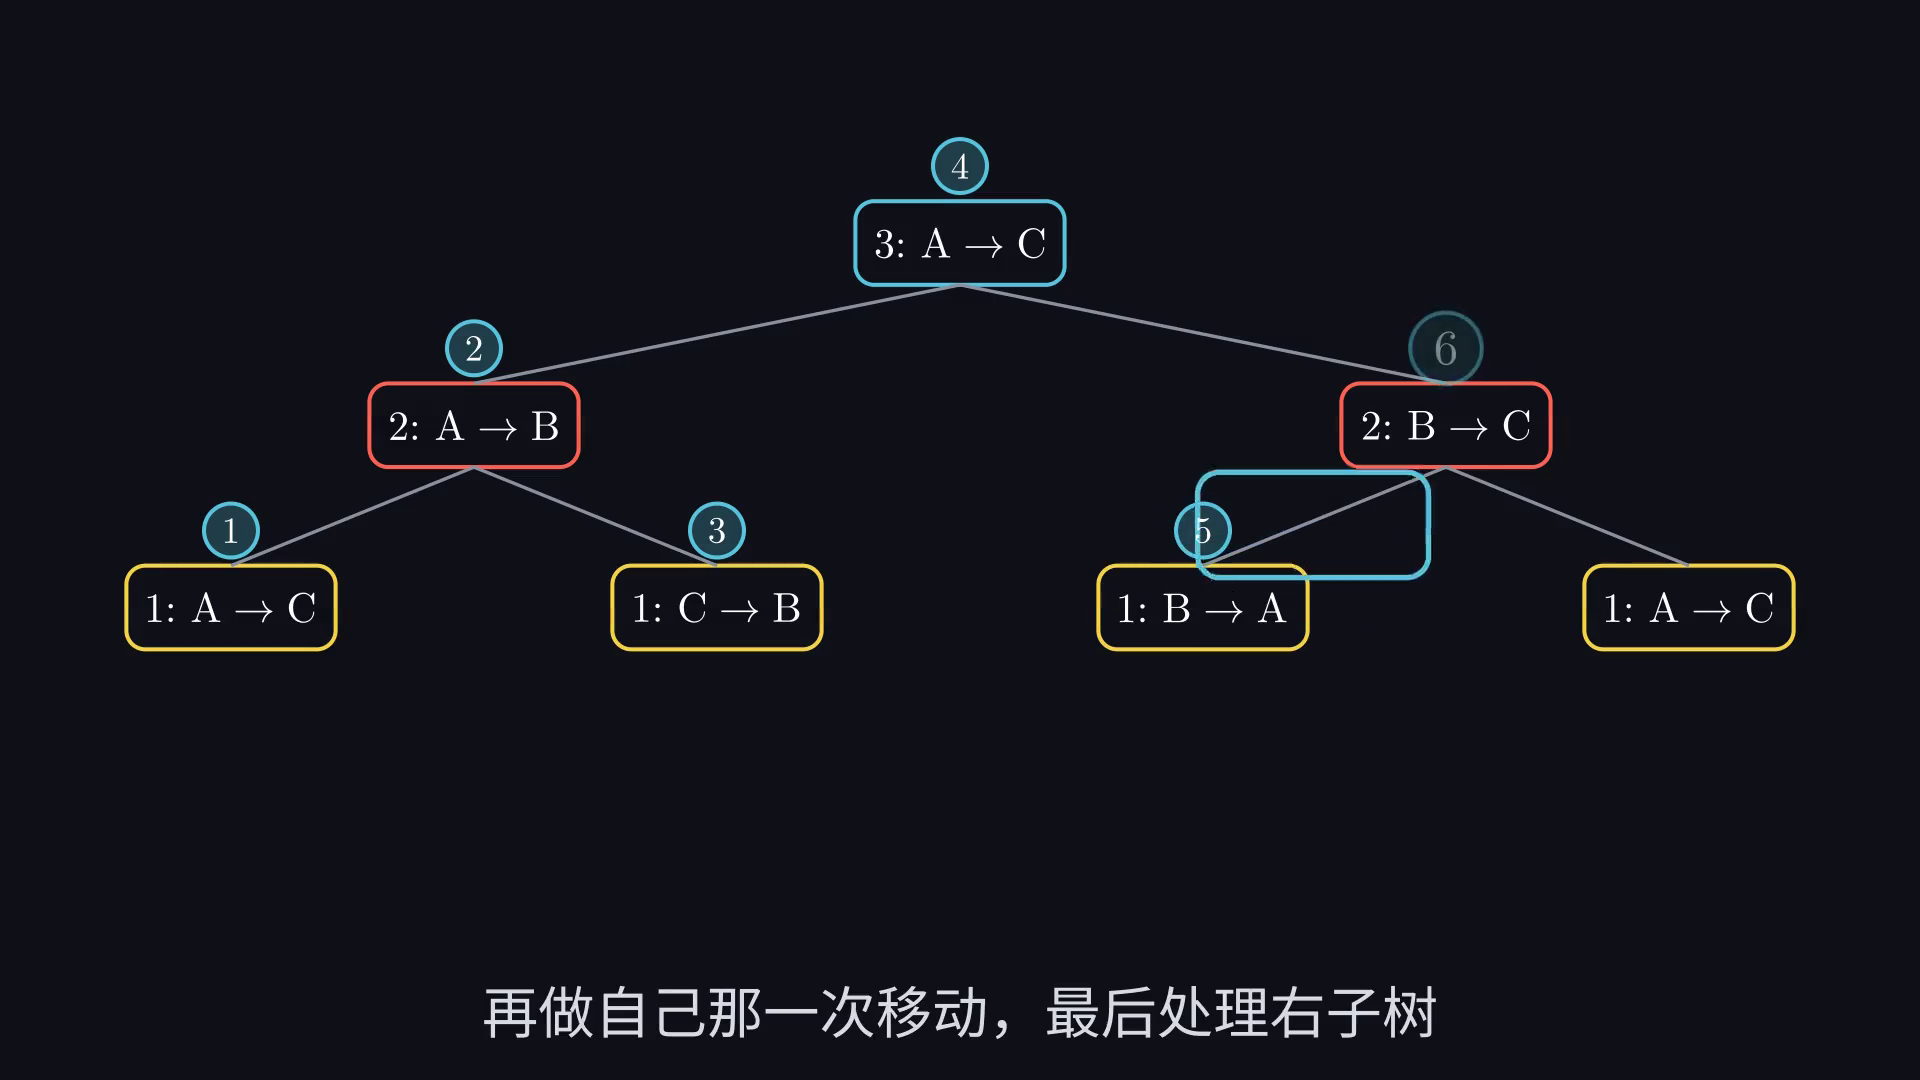 4
3: A → C
2
6
2: A → B
2: B → C
1
3
5
1: A → C
1: C → B
1: B → A
1: A → C
再做自己那一次移动，最后处理右子树